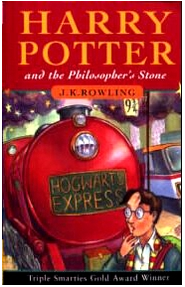 HARRY
POTTER
and the Philosopher's Stone
J.K.ROWLING
9¾
HOGWARTS
EXPRESS
Triple Smarties Gold Award Winner